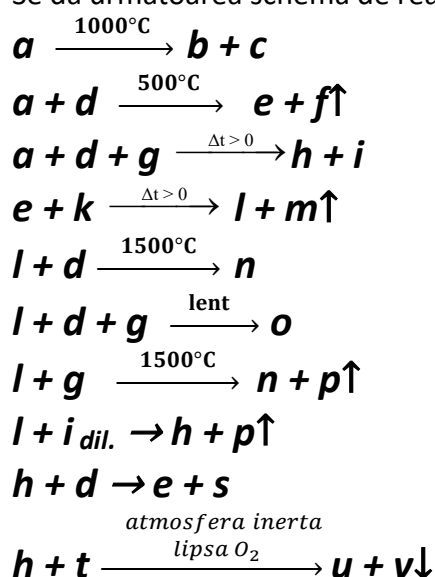 Se dă următoarea schemă de rea
1000°C
a ⟶ b + c
500°C
a + d ⟶ e + f↑
Δt > 0
a + d + g ⟶ h + i
Δt > 0
e + k ⟶ l + m↑
1500°C
l + d ⟶ n
lent
l + d + g ⟶ o
1500°C
l + g ⟶ n + p↑
l + i dil. → h + p↑
h + d → e + s
atmosfera inerta
lipsa O₂
h + t ⟶ u + v↓